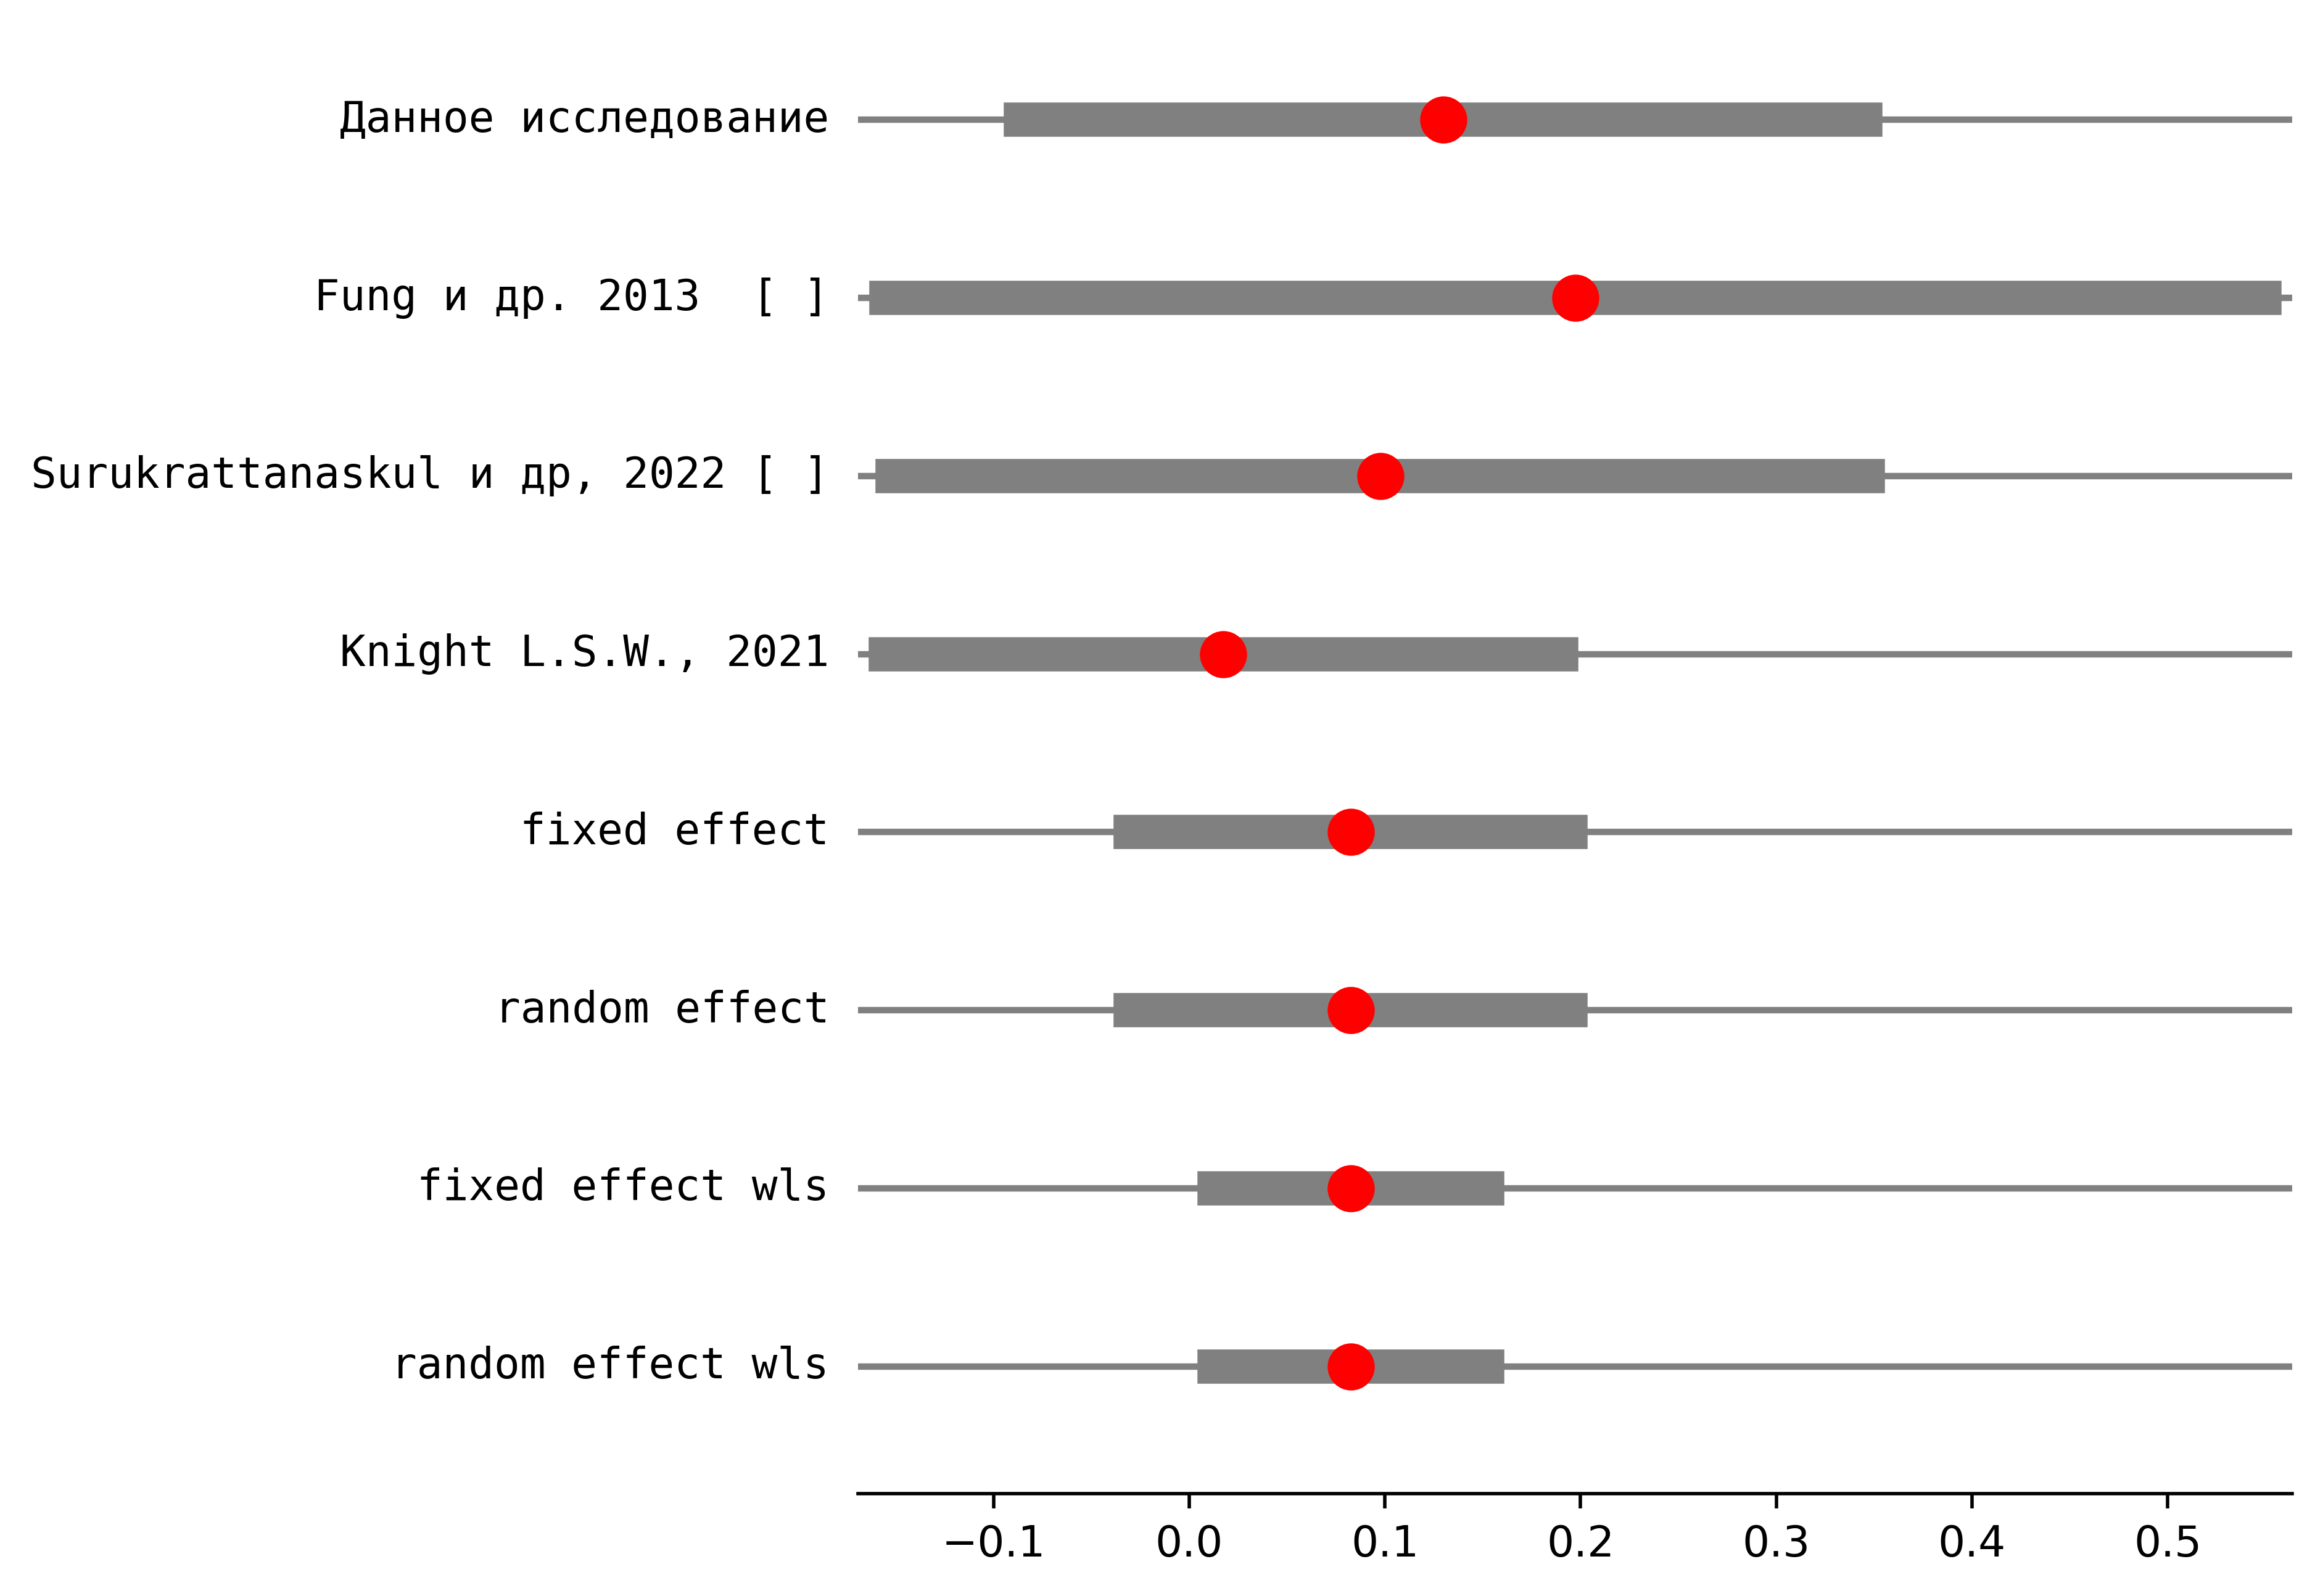 Данное исследование
Fung и др. 2013  [ ]
Surukrattanaskul и др, 2022 [ ]
Knight L.S.W., 2021
fixed effect
random effect
fixed effect wls
random effect wls
−0.1 0.0 0.1 0.2 0.3 0.4 0.5